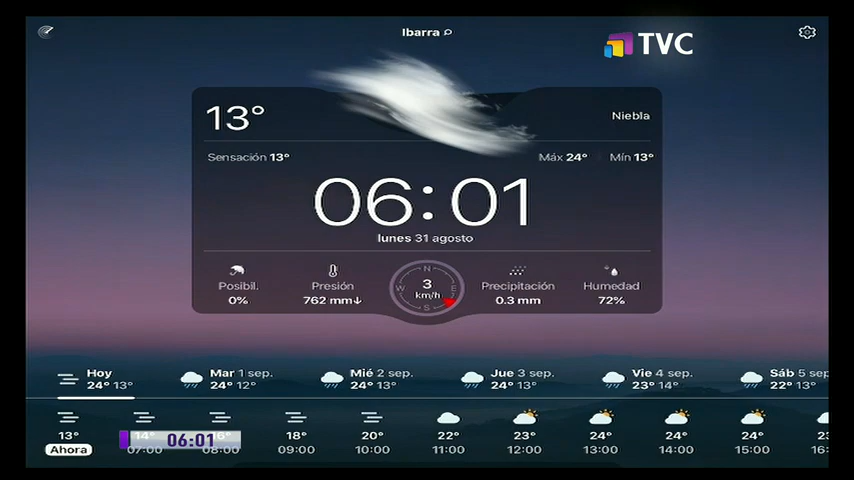 Ibarra
TVC
13°
Niebla
Sensación 13°
Máx 24° Mín 13°
06:01
lunes 31 agosto
Posibil.
0%
Presión
762 mm↓
N
W E
S
3
km/h
Precipitación
0.3 mm
Humedad
72%
Hoy
24° 13°
Mar 1 sep.
24° 12°
Mié 2 sep.
24° 13°
Jue 3 sep.
24° 13°
Vie 4 sep.
23° 14°
Sáb 5 sep
22° 13°
13° 14° 18° 20° 22° 24° 24° 24° 24°
Ahora 07:00 08:00 09:00 10:00 11:00 12:00 13:00 14:00 15:00
06:01